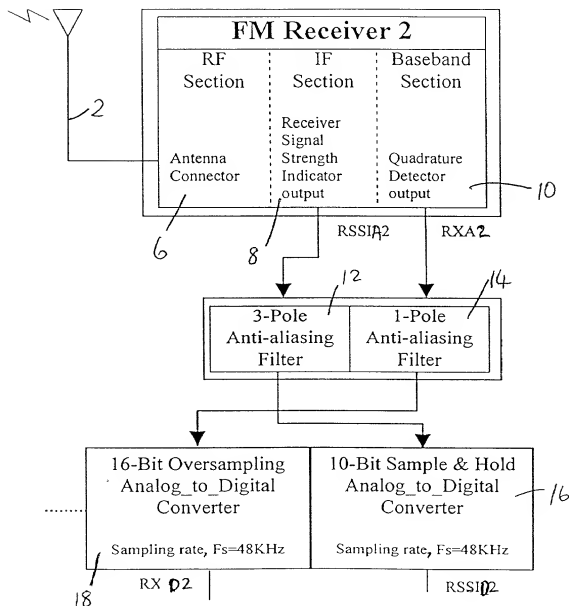 FM Receiver 2
RF Section
IF Section
Baseband Section
2
Antenna Connector
6
Receiver Signal Strength Indicator output
8
Quadrature Detector output
10
RSSIA2
RXA2
12
14
3-Pole Anti-aliasing Filter
1-Pole Anti-aliasing Filter
16-Bit Oversampling Analog_to_Digital Converter
Sampling rate, Fs=48KHz
10-Bit Sample & Hold Analog_to_Digital Converter
Sampling rate, Fs=48KHz
16
18
RX D2
RSSID2